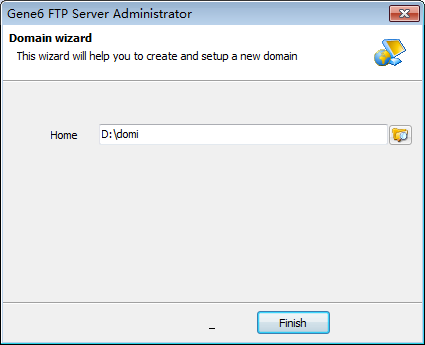 Gene6 FTP Server Administrator
Domain wizard
This wizard will help you to create and setup a new domain
Home
D:\domi
Finish